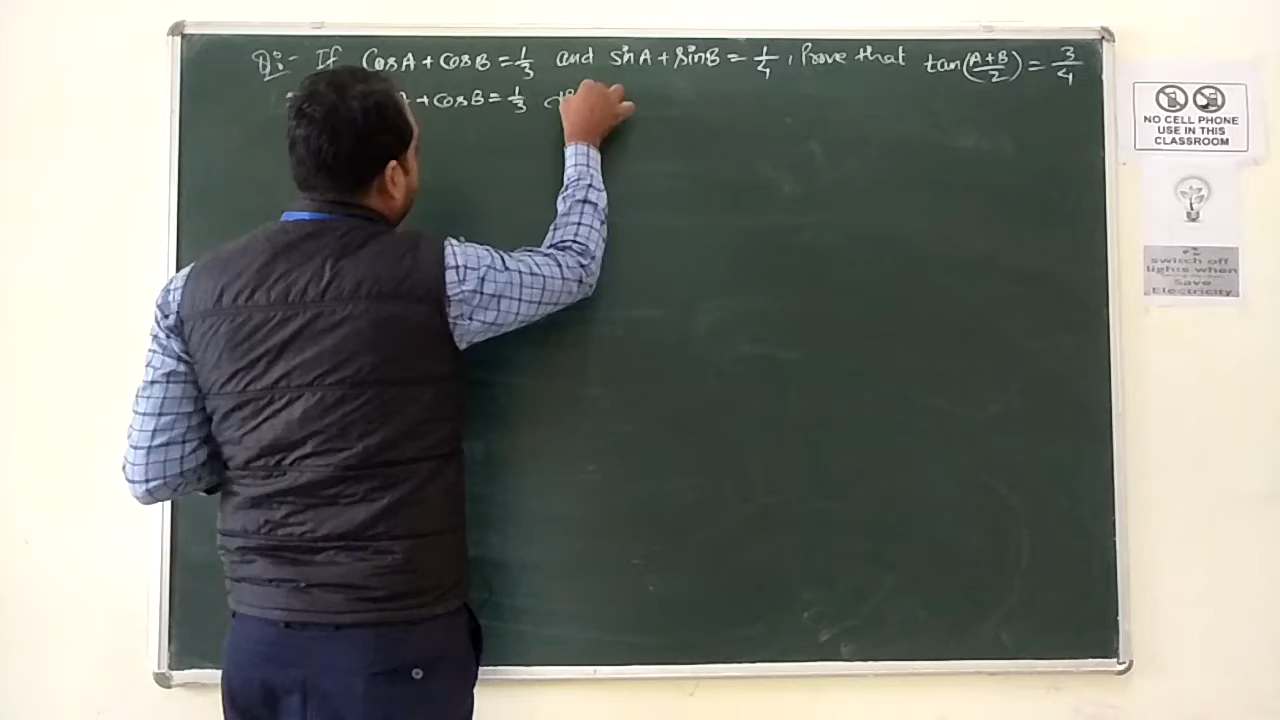 Q:- If CosA + cosB = 1/3 and sinA + sinB = 1/4, Prove that tan(A+B/2) = 3/4
A + cosB = 1/3
NO CELL PHONE
USE IN THIS
CLASSROOM
switch off
lights when
Save
Electricity